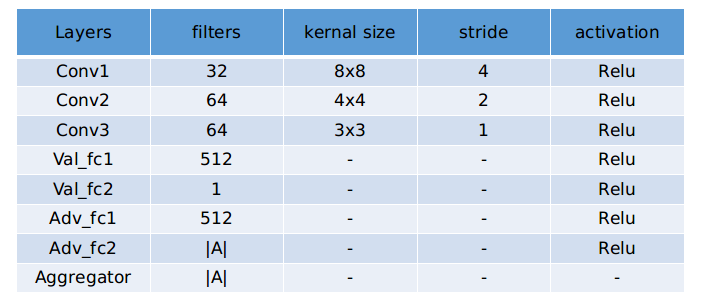 Layers filters kernal size stride activation
Conv1 32 8x8 4 Relu
Conv2 64 4x4 2 Relu
Conv3 64 3x3 1 Relu
Val_fc1 512 - - Relu
Val_fc2 1 - - Relu
Adv_fc1 512 - - Relu
Adv_fc2 |A| - - Relu
Aggregator |A| - - -